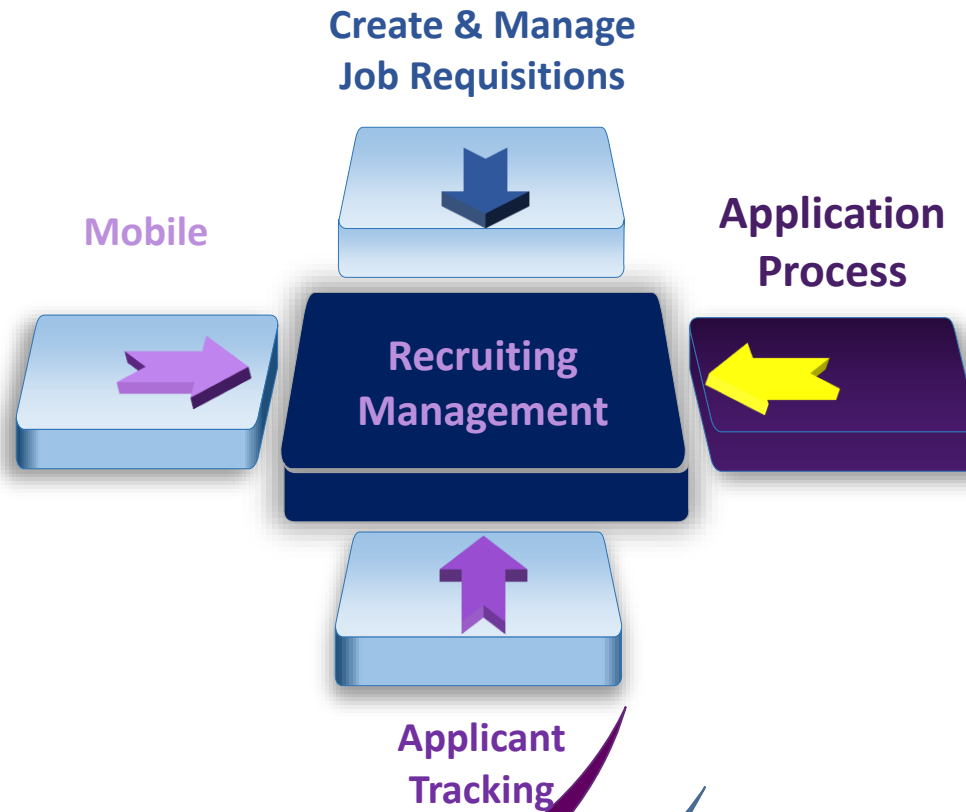 Create & Manage
Job Requisitions
Mobile
Application
Process
Recruiting
Management
Applicant
Tracking